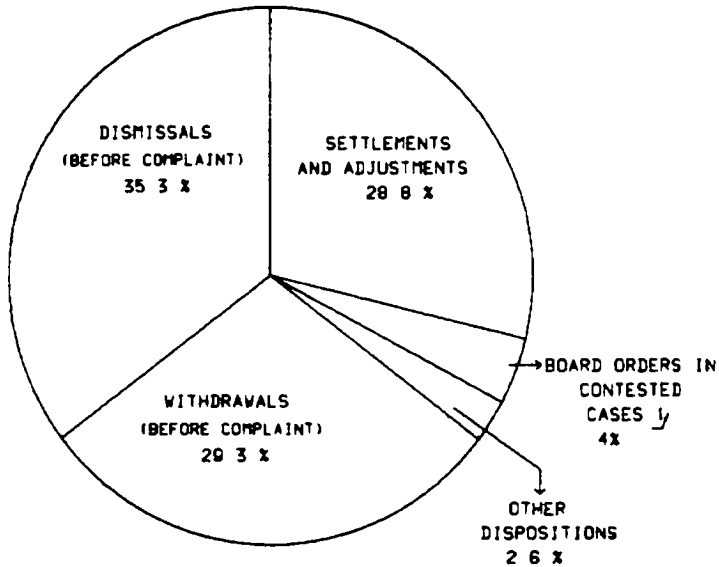 DISMISSALS
(BEFORE COMPLAINT)
35 3 %
SETTLEMENTS
AND ADJUSTMENTS
28 8 %
BOARD ORDERS IN
CONTESTED
CASES 1/
4%
WITHDRAWALS
(BEFORE COMPLAINT)
29 3 %
OTHER
DISPOSITIONS
2 6 %